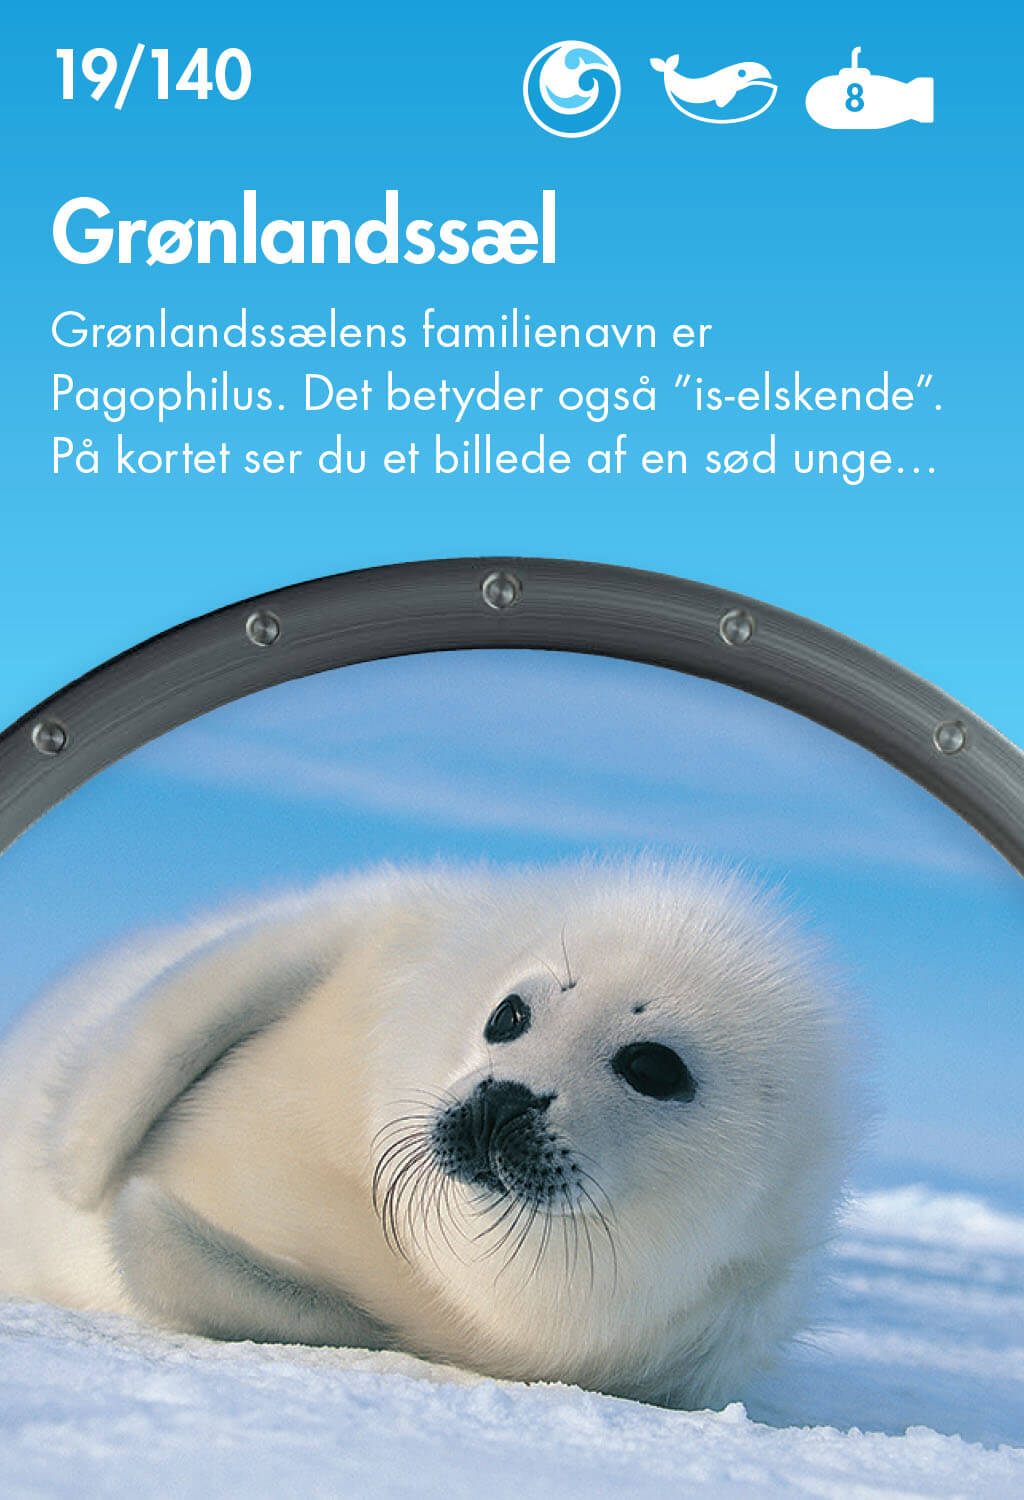 19/140
8
Grønlandssæl
Grønlandssælens familienavn er
Pagophilus. Det betyder også ”is-elskende”.
På kortet ser du et billede af en sød unge...